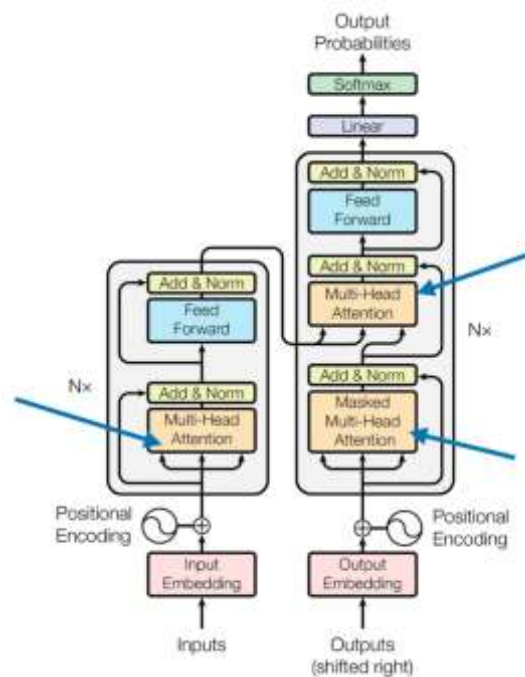 Output
Probabilities
Softmax
Linear
Add & Norm
Feed
Forward
Add & Norm
Multi-Head
Attention
Add & Norm
Masked
Multi-Head
Attention
Nx
Positional
Encoding
Output
Embedding
Outputs
(shifted right)
Add & Norm
Feed
Forward
Add & Norm
Multi-Head
Attention
Nx
Positional
Encoding
Input
Embedding
Inputs